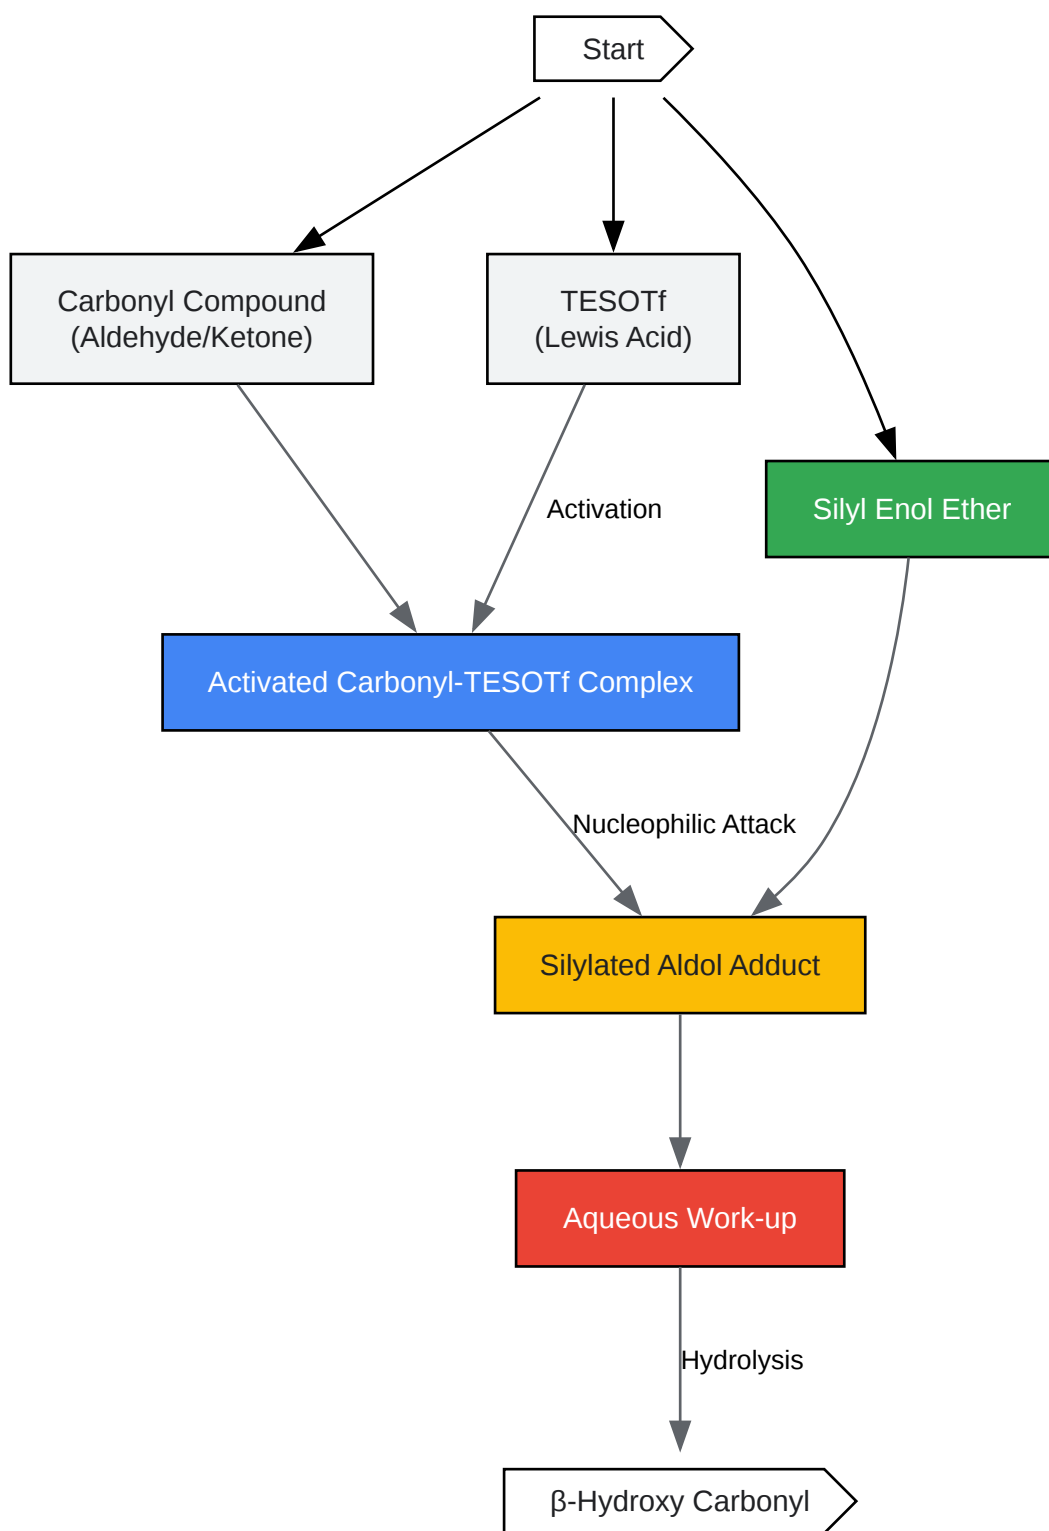 Start
Carbonyl Compound
(Aldehyde/Ketone)
TESOTf
(Lewis Acid)
Activation
Silyl Enol Ether
Activated Carbonyl-TESOTf Complex
Nucleophilic Attack
Silylated Aldol Adduct
Aqueous Work-up
Hydrolysis
β-Hydroxy Carbonyl